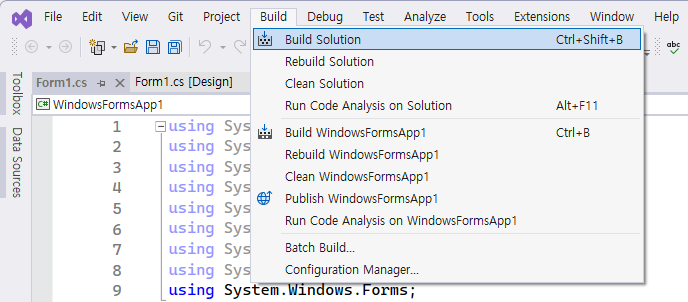 File Edit View Git Project Build Debug Test Analyze Tools Extensions Window Help
Build Solution Ctrl+Shift+B
Rebuild Solution
Clean Solution
Run Code Analysis on Solution Alt+F11
Build WindowsFormsApp1 Ctrl+B
Rebuild WindowsFormsApp1
Clean WindowsFormsApp1
Publish WindowsFormsApp1
Run Code Analysis on WindowsFormsApp1
Batch Build...
Configuration Manager...
abc
Form1.cs Form1.cs [Design]
Toolbox
Data Sources
C# WindowsFormsApp1
1 using Sys
2 using Sys
3 using Sys
4 using Sys
5 using Sys
6 using Sys
7 using Sys
8 using Sys
9 using System.Windows.Forms;